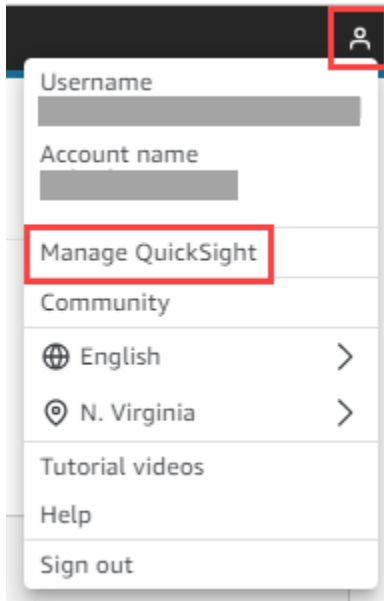 Username
Account name
Manage QuickSight
Community
English
N. Virginia
Tutorial videos
Help
Sign out